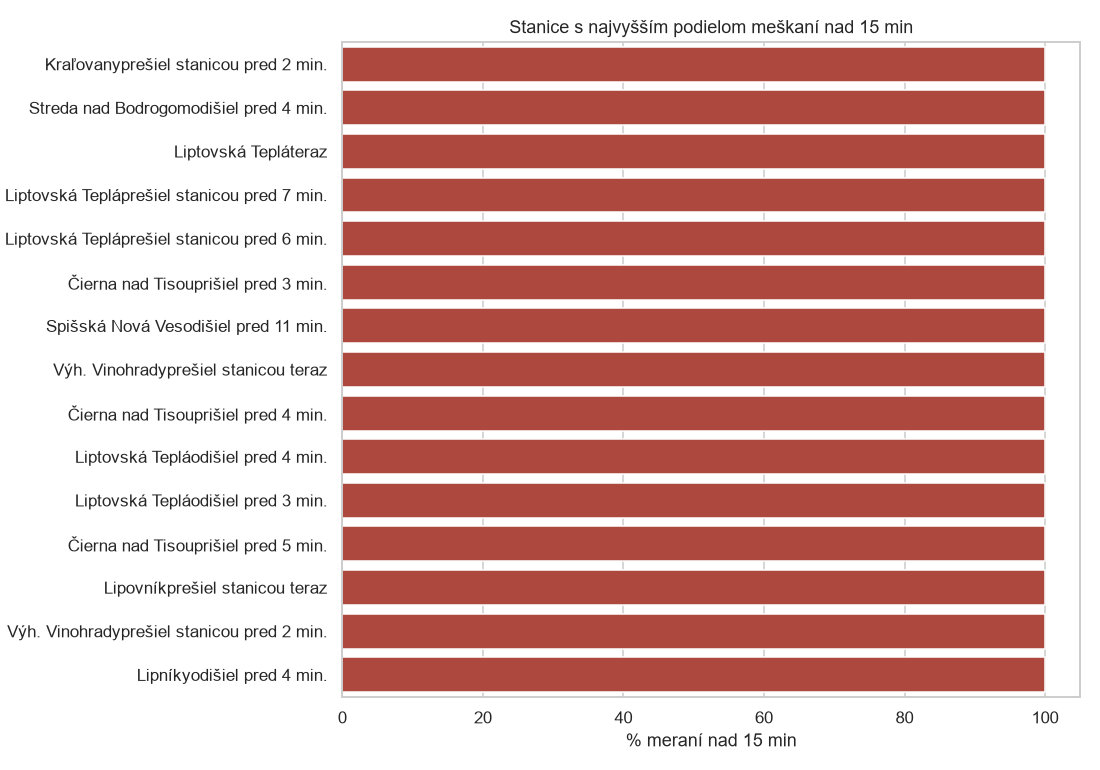 Stanice s najvyšším podielom meškaní nad 15 min
Kraľovanyprešiel stanicou pred 2 min.
Streda nad Bodrogomodišiel pred 4 min.
Liptovská Tepláteraz
Liptovská Tepláprešiel stanicou pred 7 min.
Liptovská Tepláprešiel stanicou pred 6 min.
Čierna nad Tisouprišiel pred 3 min.
Spišská Nová Vesodišiel pred 11 min.
Výh. Vinohradyprešiel stanicou teraz
Čierna nad Tisouprišiel pred 4 min.
Liptovská Tepláodišiel pred 4 min.
Liptovská Tepláodišiel pred 3 min.
Čierna nad Tisouprišiel pred 5 min.
Lipovníkprešiel stanicou teraz
Výh. Vinohradyprešiel stanicou pred 2 min.
Lipníkyodišiel pred 4 min.
0 20 40 60 80 100
% meraní nad 15 min